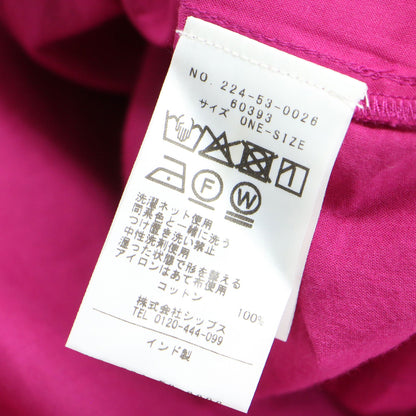 NO. 224-53-0026
60393
サイズ ONE-SIZE
F W
洗濯ネット使用
同系色と一緒に洗う
つけ置き洗い禁止
中性洗剤使用
湿った状態で形を整える
アイロンはあて布使用
コットン 100%
株式会社シップス
TEL 0120-444-099
インド製